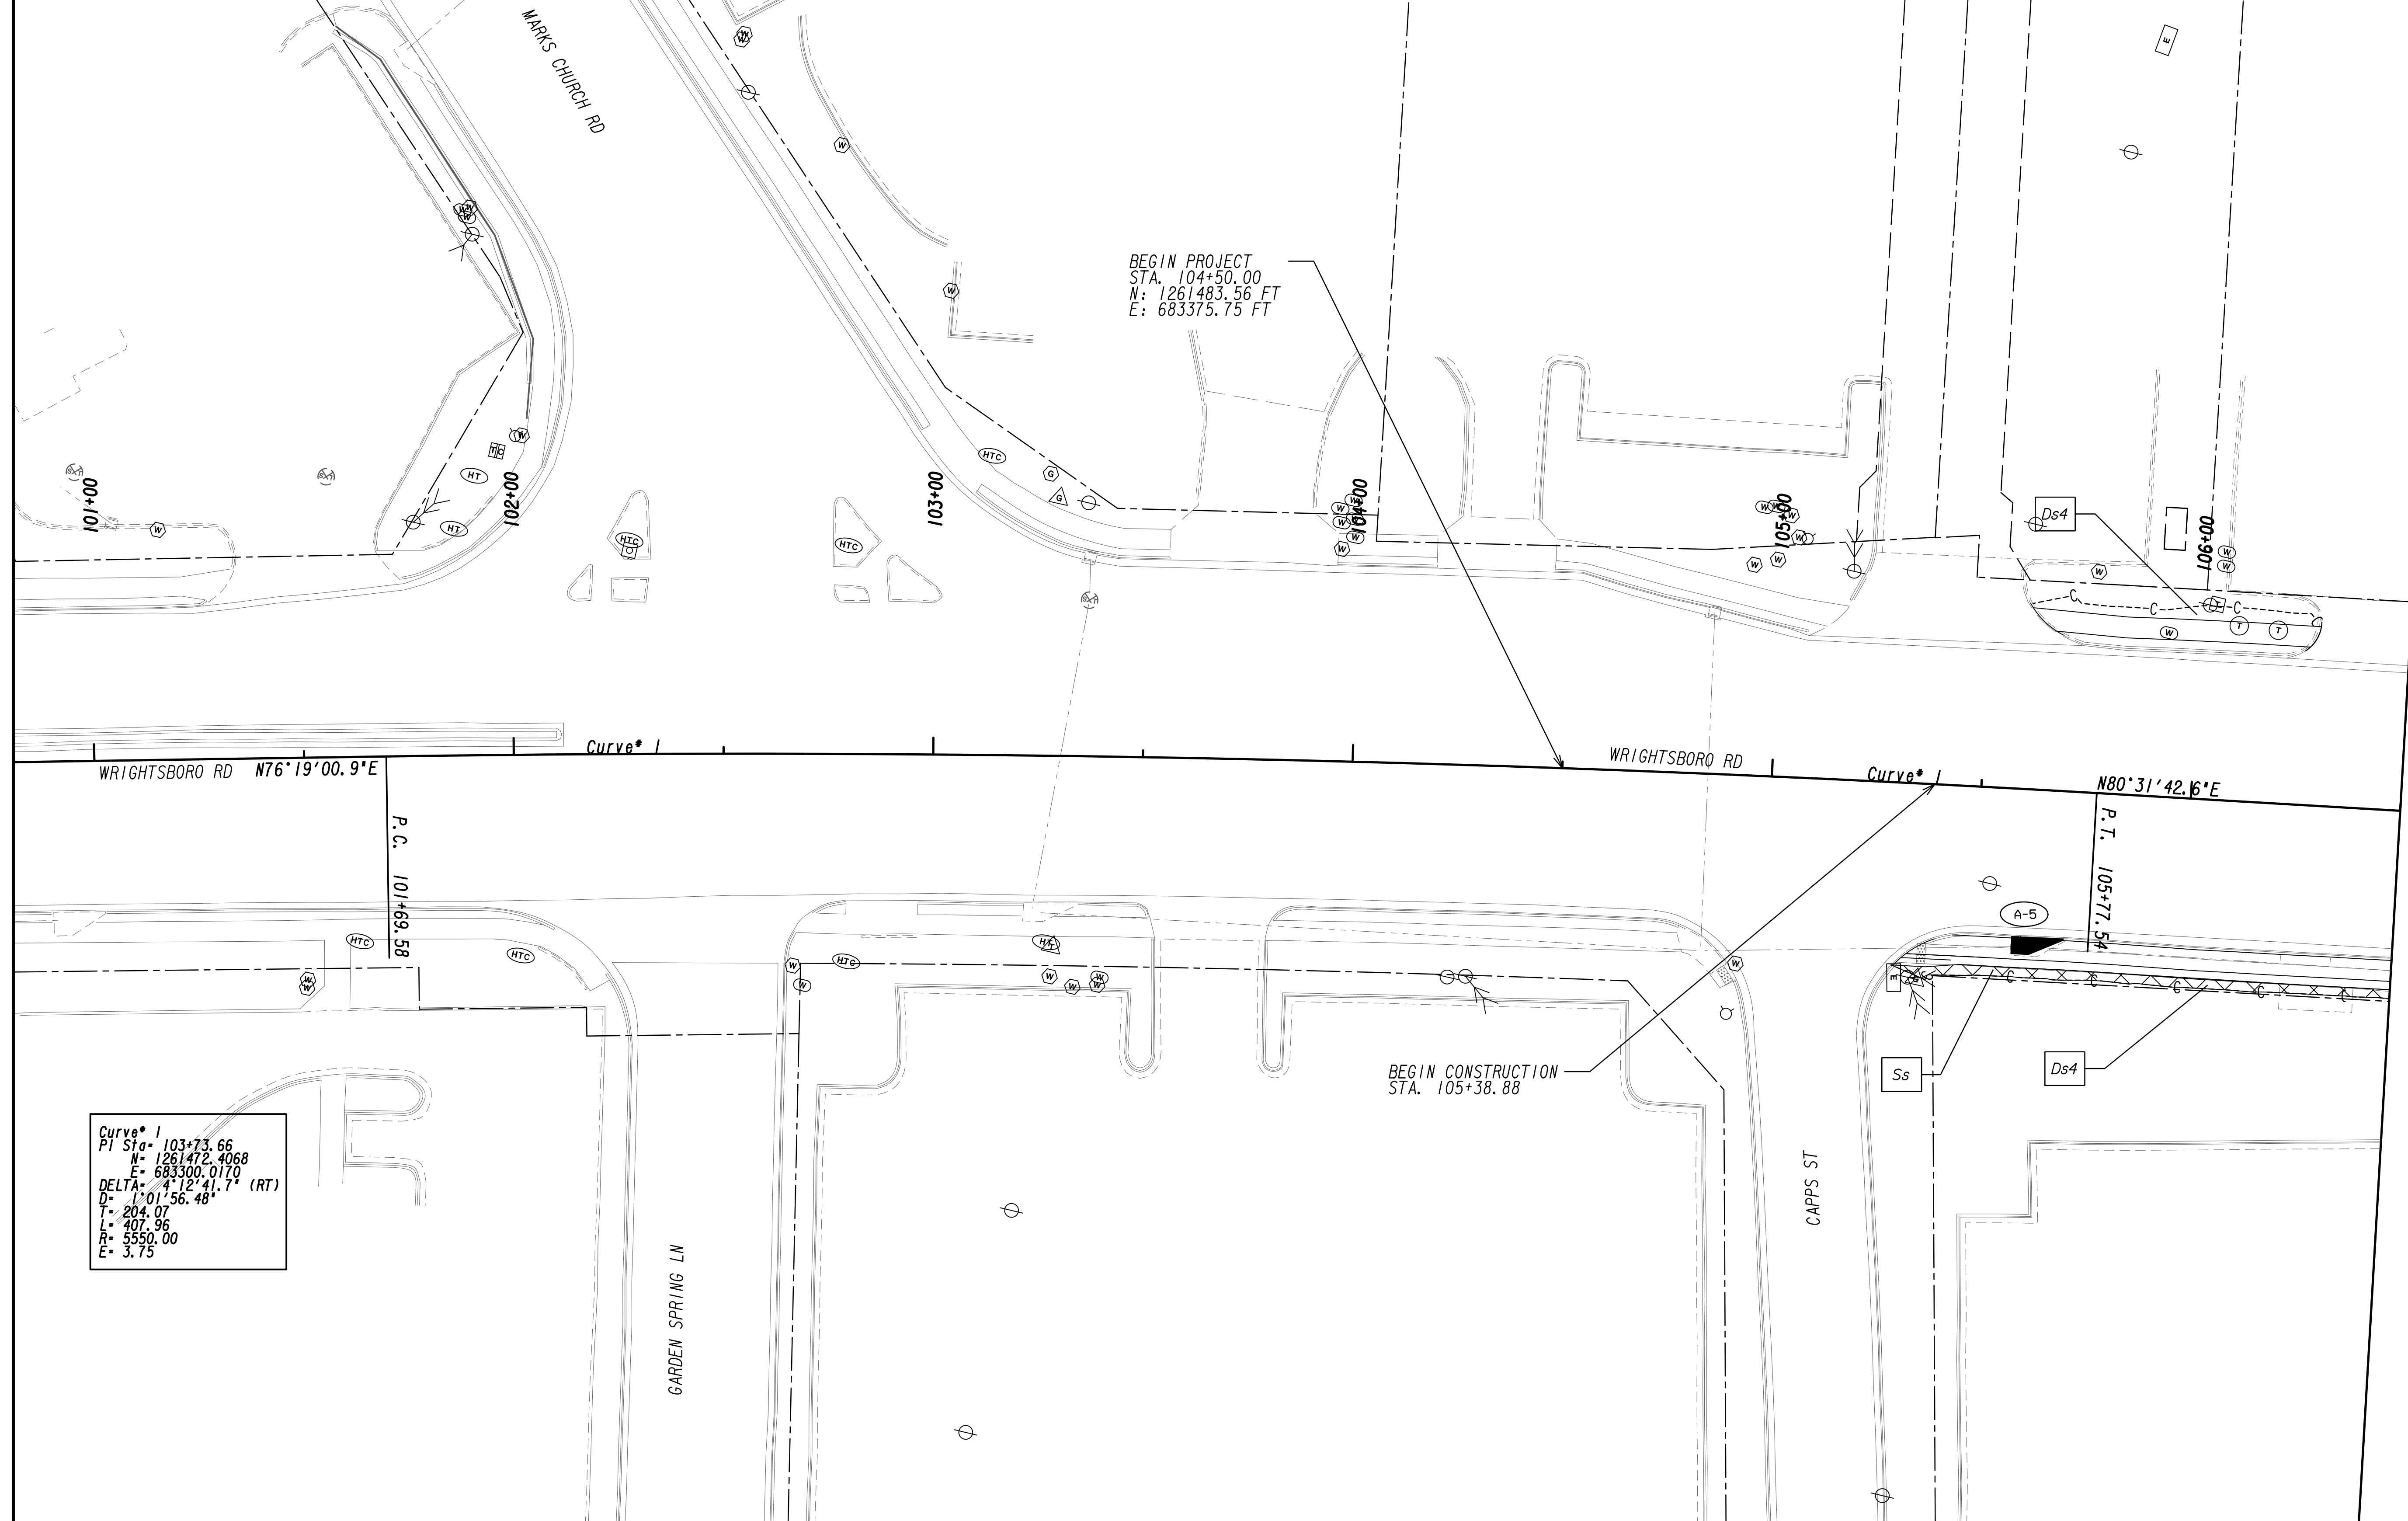 MARKS CHURCH RD
E
BEGIN PROJECT
STA. 104+50.00
N: 1261483.56 FT
E: 683375.75 FT
101+00
102+00
103+00
104+00
105+00
106+00
W
W
W
W
W
W
W
W
TC
HT
HT
W
HTC
HTC
HTC
G
G
W
W
W
W
W
W
W
W
W
W
W
W
W
Ds4
W
W
W
C
C
C
T
T
T
W
Curve# 1
WRIGHTSBORO RD
N76°19'00.9"E
WRIGHTSBORO RD
Curve# 1
N80°31'42.6"E
P.C. 101+69.58
P.T. 105+77.54
A-5
HTC
HTC
HTC
W
W
W
W
W
W
W
W
W
E
C
C
C
C
C
Ss
Ds4
BEGIN CONSTRUCTION
STA. 105+38.88
Curve# 1
PI Sta= 103+73.66
N= 1261472.4068
E= 683300.0170
DELTA= 4°12'41.7" (RT)
D= 1°01'56.48"
T= 204.07
L= 407.96
R= 5550.00
E= 3.75
GARDEN SPRING LN
CAPPS ST